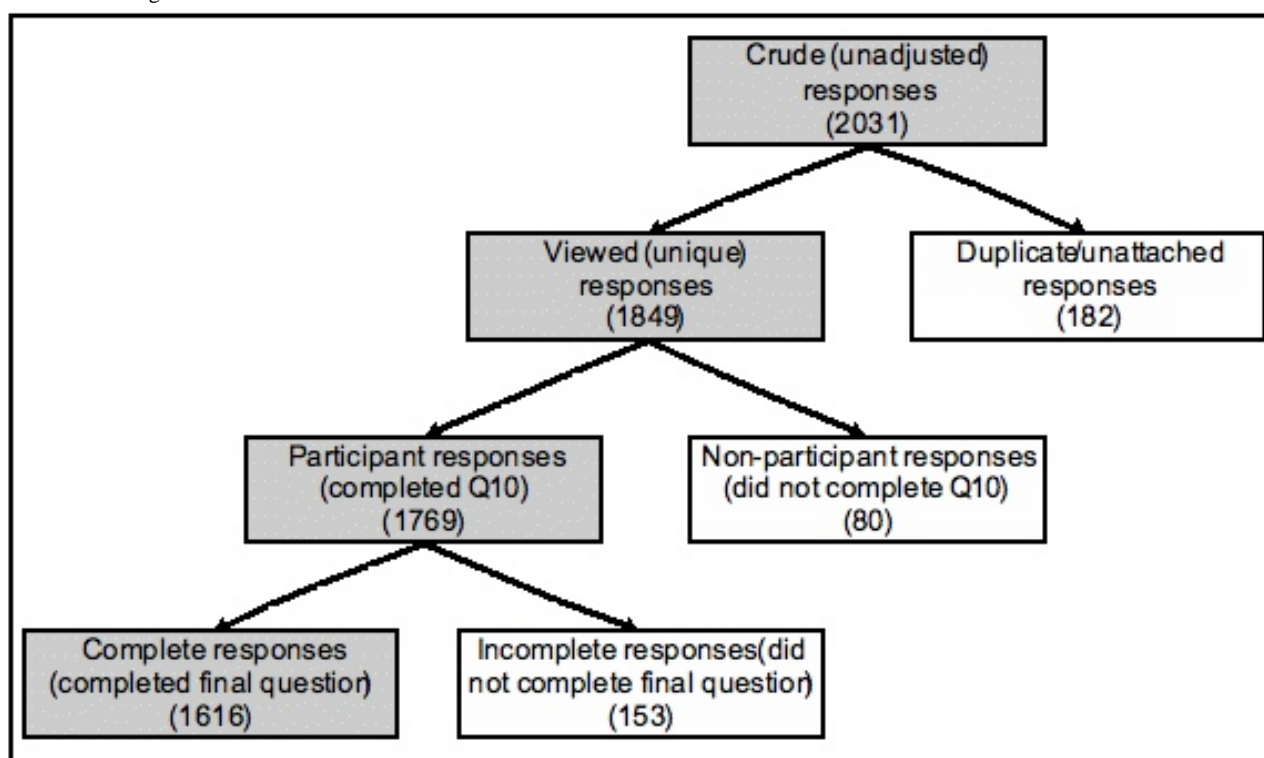 Crude (unadjusted)
responses
(2031)
Viewed (unique)
responses
(1849)
Duplicate/unattached
responses
(182)
Participant responses
(completed Q10)
(1769)
Non-participant responses
(did not complete Q10)
(80)
Complete responses
(completed final question)
(1616)
Incomplete responses(did
not complete final question)
(153)